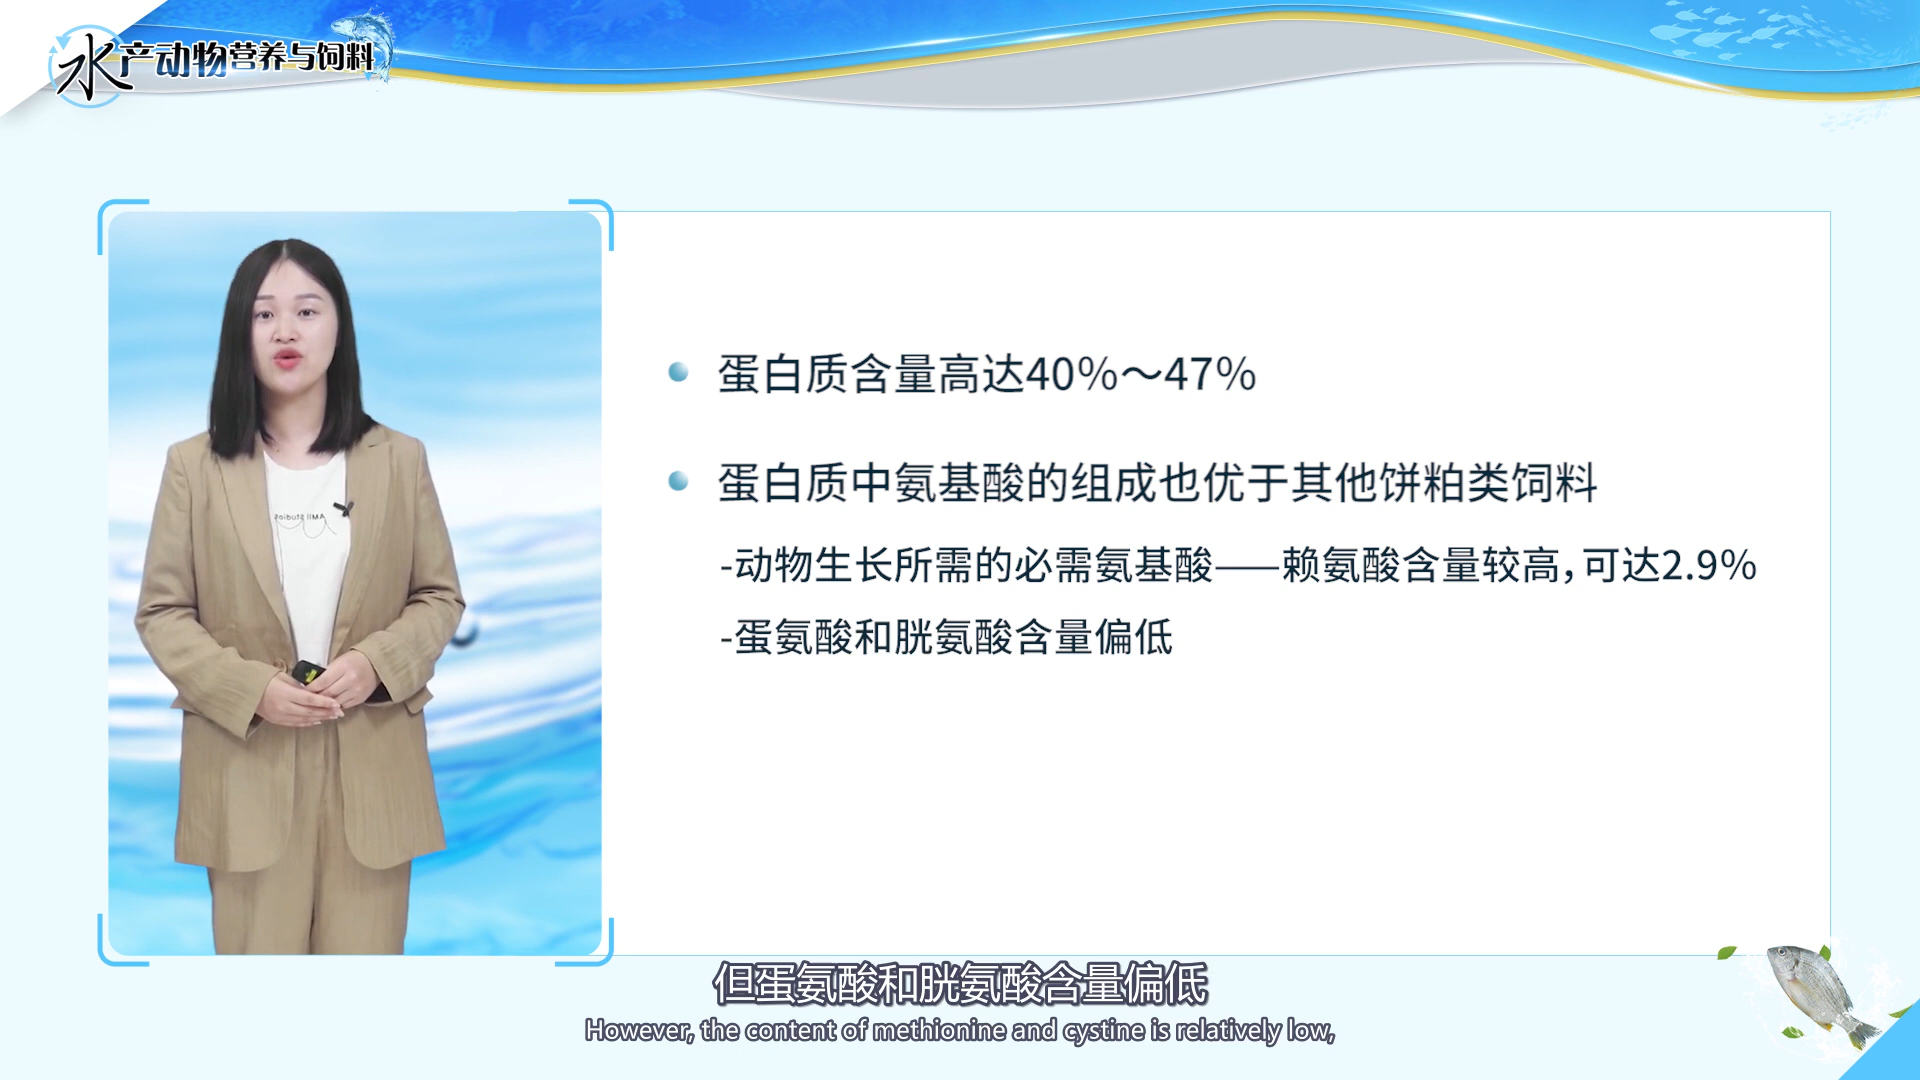 水产动物营养与饲料
蛋白质含量高达40%～47%
蛋白质中氨基酸的组成也优于其他饼粕类饲料
-动物生长所需的必需氨基酸——赖氨酸含量较高，可达2.9%
-蛋氨酸和胱氨酸含量偏低
但蛋氨酸和胱氨酸含量偏低
However, the content of methionine and cystine is relatively low,